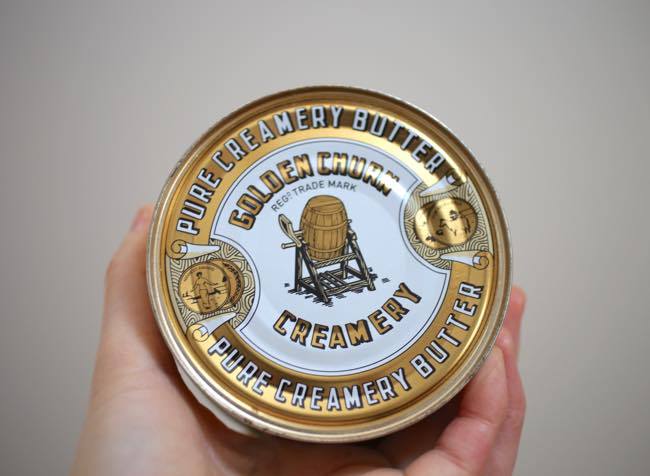 PURE CREAMERY BUTTER
GOLDEN CHURN
REGD TRADE MARK
CREAMERY
PURE CREAMERY BUTTER